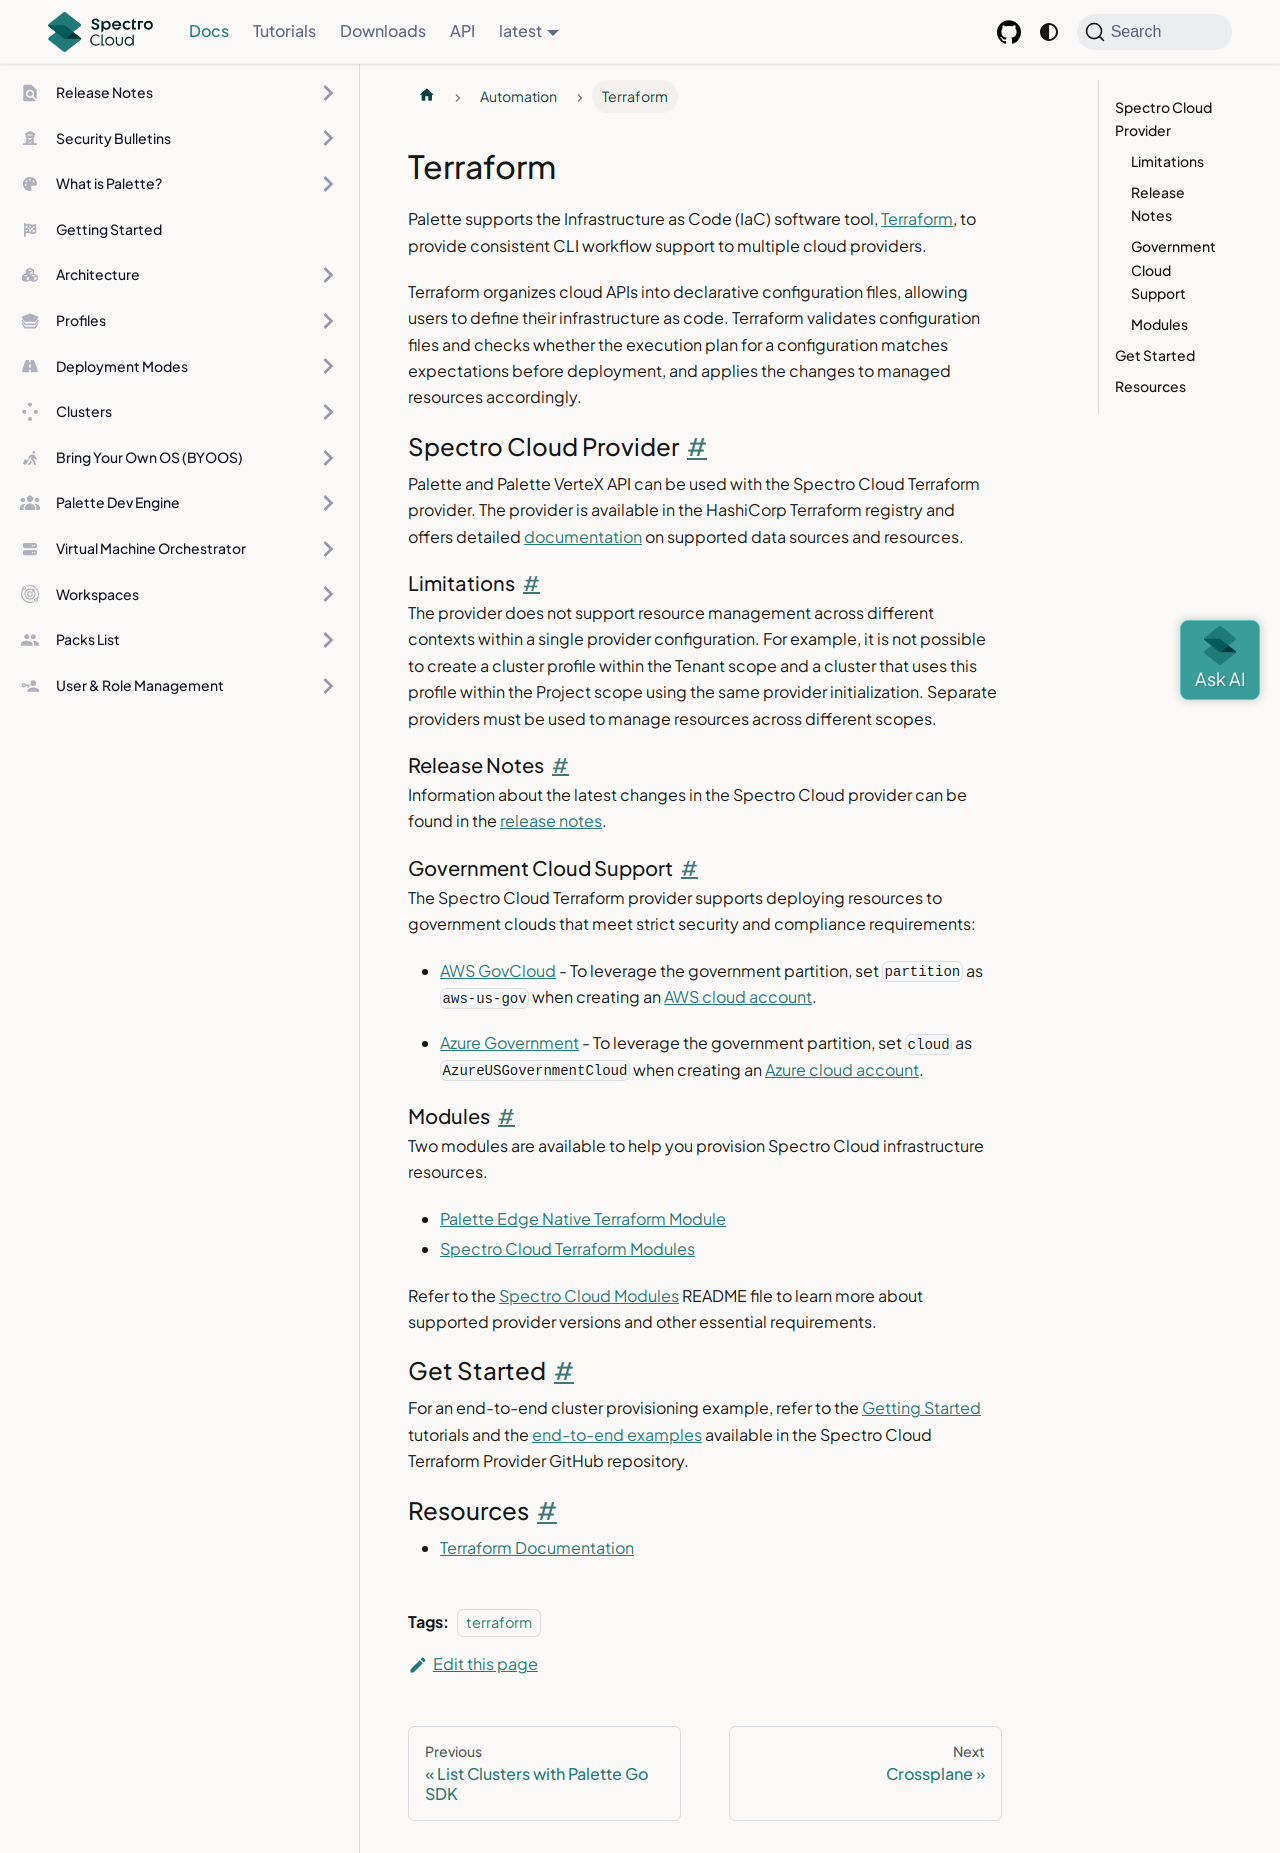 Spectro Cloud
Docs
Tutorials
Downloads
API
latest
Search
Release Notes
Security Bulletins
What is Palette?
Getting Started
Architecture
Profiles
Deployment Modes
Clusters
Bring Your Own OS (BYOOS)
Palette Dev Engine
Virtual Machine Orchestrator
Workspaces
Packs List
User & Role Management
Automation
Terraform
Terraform
Palette supports the Infrastructure as Code (IaC) software tool, Terraform, to
provide consistent CLI workflow support to multiple cloud providers.
Terraform organizes cloud APIs into declarative configuration files, allowing
users to define their infrastructure as code. Terraform validates configuration
files and checks whether the execution plan for a configuration matches
expectations before deployment, and applies the changes to managed
resources accordingly.
Spectro Cloud Provider #
Palette and Palette VerteX API can be used with the Spectro Cloud Terraform
provider. The provider is available in the HashiCorp Terraform registry and
offers detailed documentation on supported data sources and resources.
Limitations #
The provider does not support resource management across different
contexts within a single provider configuration. For example, it is not possible
to create a cluster profile within the Tenant scope and a cluster that uses this
profile within the Project scope using the same provider initialization. Separate
providers must be used to manage resources across different scopes.
Release Notes #
Information about the latest changes in the Spectro Cloud provider can be
found in the release notes.
Government Cloud Support #
The Spectro Cloud Terraform provider supports deploying resources to
government clouds that meet strict security and compliance requirements:
AWS GovCloud - To leverage the government partition, set partition as
aws-us-gov when creating an AWS cloud account.
Azure Government - To leverage the government partition, set cloud as
AzureUSGovernmentCloud when creating an Azure cloud account.
Modules #
Two modules are available to help you provision Spectro Cloud infrastructure
resources.
Palette Edge Native Terraform Module
Spectro Cloud Terraform Modules
Refer to the Spectro Cloud Modules README file to learn more about
supported provider versions and other essential requirements.
Get Started #
For an end-to-end cluster provisioning example, refer to the Getting Started
tutorials and the end-to-end examples available in the Spectro Cloud
Terraform Provider GitHub repository.
Resources #
Terraform Documentation
Tags: terraform
Edit this page
Previous
« List Clusters with Palette Go
SDK
Next
Crossplane »
Spectro Cloud
Provider
Limitations
Release
Notes
Government
Cloud
Support
Modules
Get Started
Resources
Ask AI